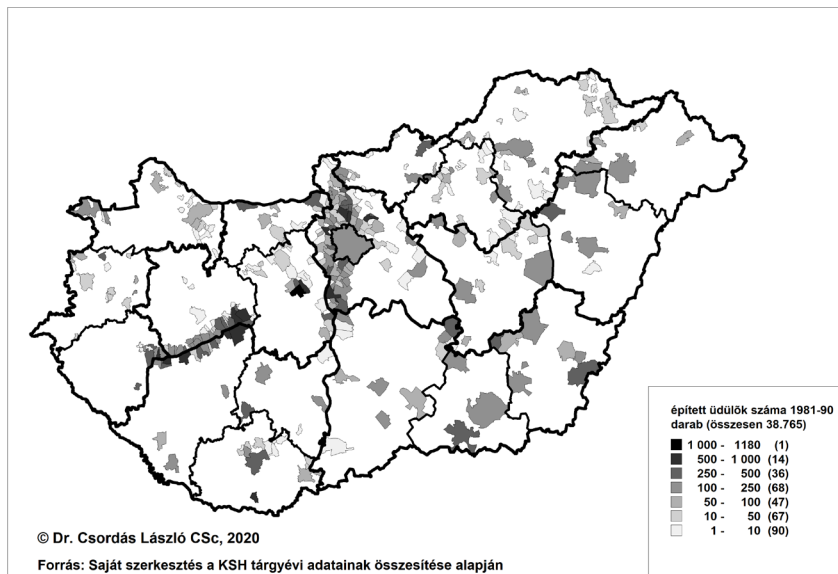 épített üdülők száma 1981-90
darab (összesen 38.765)
1 000 - 1180 (1)
500 - 1 000 (14)
250 - 500 (36)
100 - 250 (68)
50 - 100 (47)
10 - 50 (67)
1 - 10 (90)
© Dr. Csordás László CSc, 2020
Forrás: Saját szerkesztés a KSH tárgyévi adatainak összesítése alapján